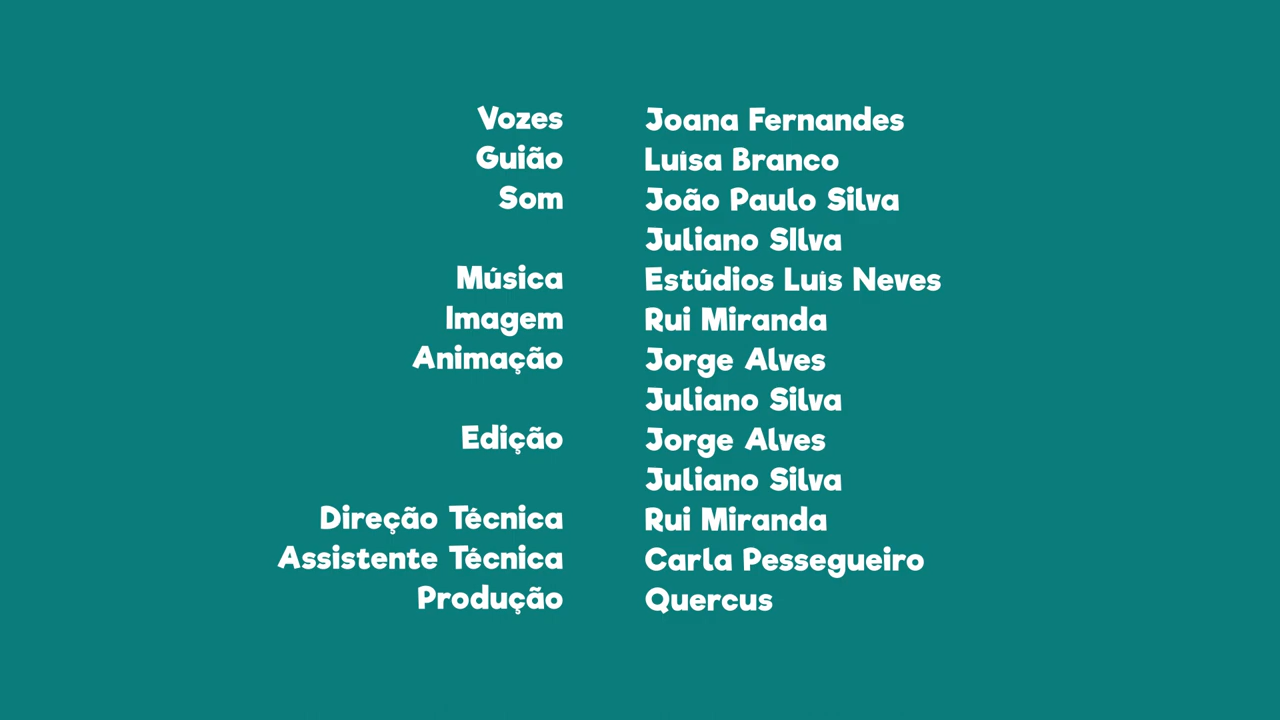 Vozes Joana Fernandes
Guião Luísa Branco
Som João Paulo Silva
Juliano SIlva
Música Estúdios Luís Neves
Imagem Rui Miranda
Animação Jorge Alves
Juliano Silva
Edição Jorge Alves
Juliano Silva
Direção Técnica Rui Miranda
Assistente Técnica Carla Pessegueiro
Produção Quercus